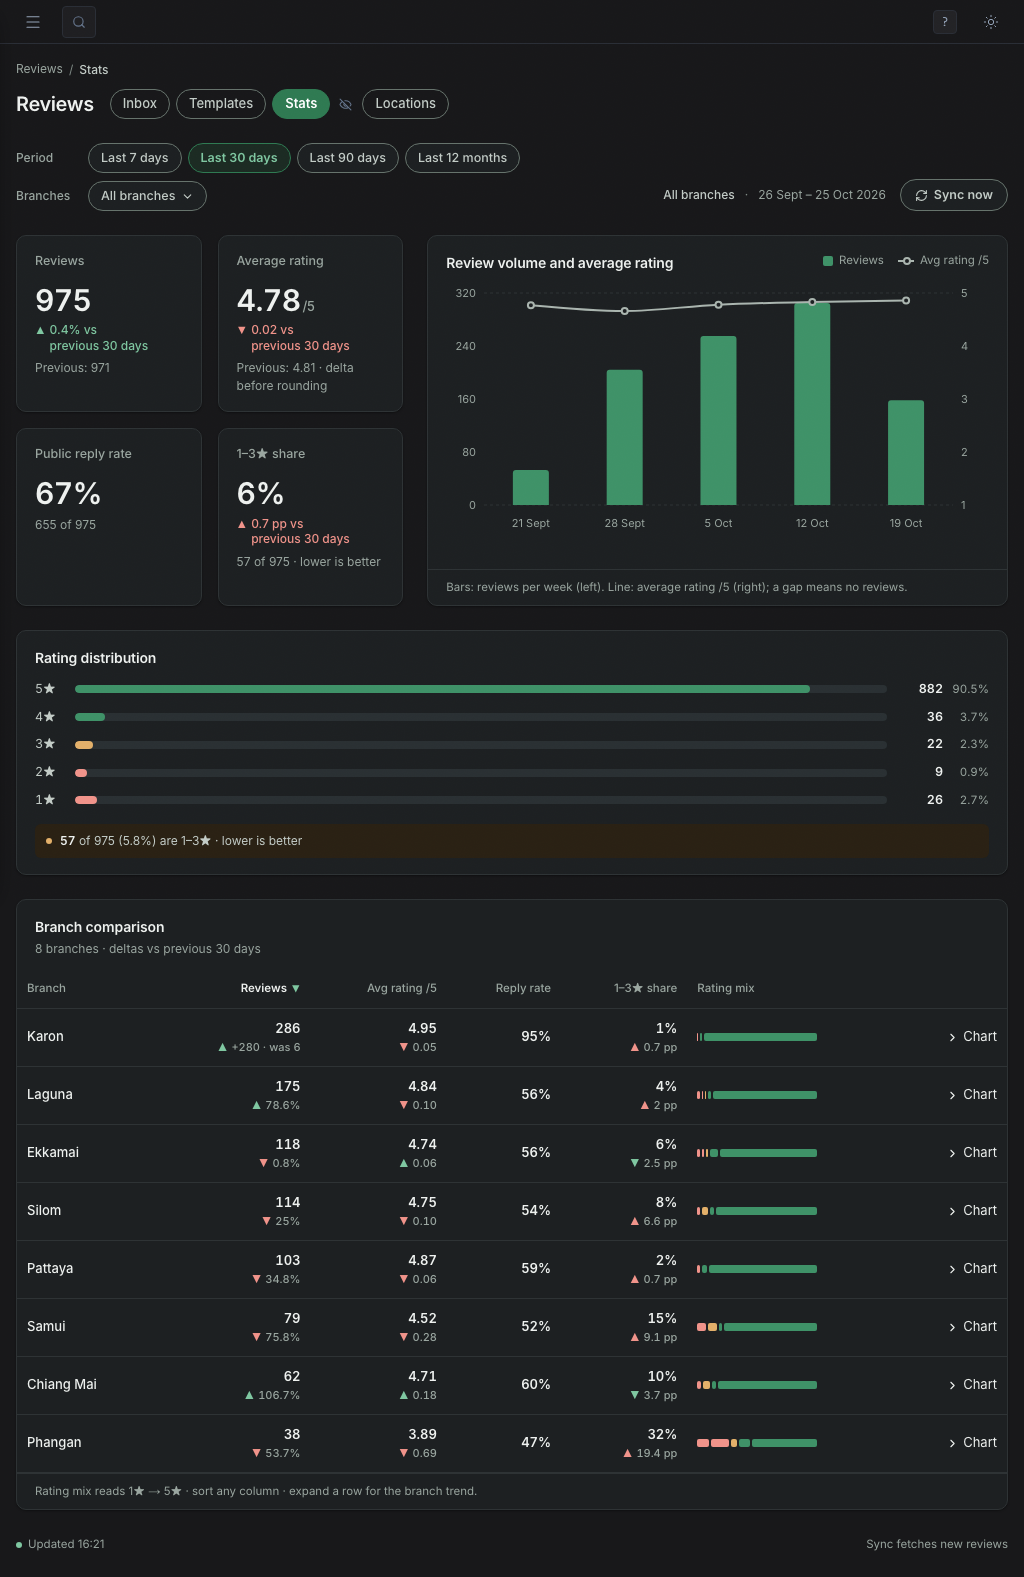 ?
Reviews / Stats
Reviews Inbox Templates Stats Locations
Period Last 7 days Last 30 days Last 90 days Last 12 months
Branches All branches All branches · 26 Sept – 25 Oct 2026 Sync now
Reviews
975
▲ 0.4% vs
previous 30 days
Previous: 971
Average rating
4.78/5
▼ 0.02 vs
previous 30 days
Previous: 4.81 · delta
before rounding
Public reply rate
67%
655 of 975
1–3★ share
6%
▲ 0.7 pp vs
previous 30 days
57 of 975 · lower is better
Review volume and average rating Reviews Avg rating /5
320 5
240 4
160 3
80 2
0 1
21 Sept 28 Sept 5 Oct 12 Oct 19 Oct
Bars: reviews per week (left). Line: average rating /5 (right); a gap means no reviews.
Rating distribution
5★ 882 90.5%
4★ 36 3.7%
3★ 22 2.3%
2★ 9 0.9%
1★ 26 2.7%
57 of 975 (5.8%) are 1–3★ · lower is better
Branch comparison
8 branches · deltas vs previous 30 days
Branch Reviews ▼ Avg rating /5 Reply rate 1–3★ share Rating mix
Karon 286 4.95 95% 1% Chart
▲ +280 · was 6 ▼ 0.05 ▲ 0.7 pp
Laguna 175 4.84 56% 4% Chart
▲ 78.6% ▼ 0.10 ▲ 2 pp
Ekkamai 118 4.74 56% 6% Chart
▼ 0.8% ▲ 0.06 ▼ 2.5 pp
Silom 114 4.75 54% 8% Chart
▼ 25% ▼ 0.10 ▲ 6.6 pp
Pattaya 103 4.87 59% 2% Chart
▼ 34.8% ▼ 0.06 ▲ 0.7 pp
Samui 79 4.52 52% 15% Chart
▼ 75.8% ▼ 0.28 ▲ 9.1 pp
Chiang Mai 62 4.71 60% 10% Chart
▲ 106.7% ▲ 0.18 ▼ 3.7 pp
Phangan 38 3.89 47% 32% Chart
▼ 53.7% ▼ 0.69 ▲ 19.4 pp
Rating mix reads 1★ → 5★ · sort any column · expand a row for the branch trend.
Updated 16:21 Sync fetches new reviews